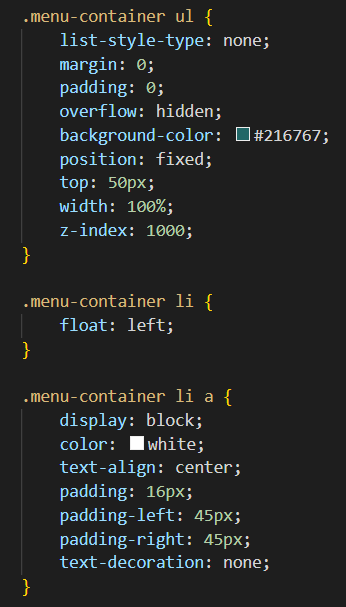 .menu-container ul {
    list-style-type: none;
    margin: 0;
    padding: 0;
    overflow: hidden;
    background-color: #216767;
    position: fixed;
    top: 50px;
    width: 100%;
    z-index: 1000;
}

.menu-container li {
    float: left;
}

.menu-container li a {
    display: block;
    color: white;
    text-align: center;
    padding: 16px;
    padding-left: 45px;
    padding-right: 45px;
    text-decoration: none;
}